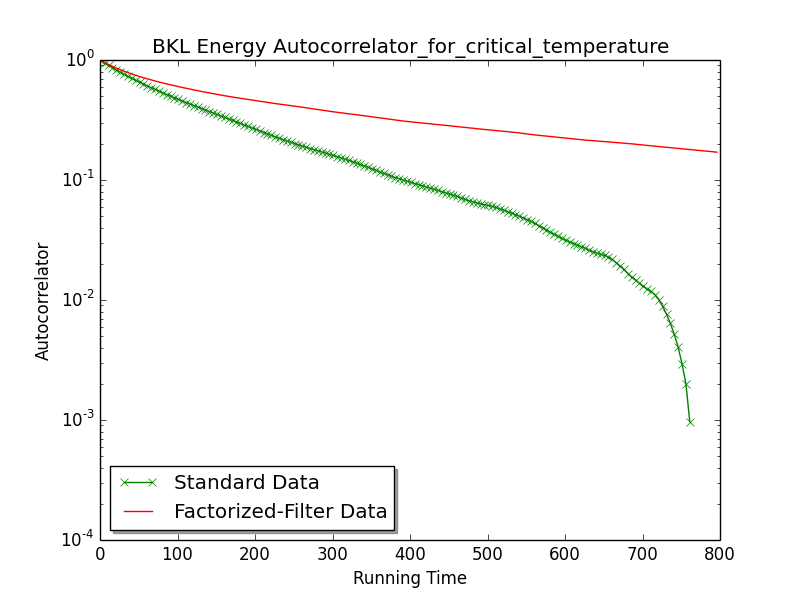 BKL Energy Autocorrelator_for_critical_temperature
10^0
10^-1
10^-2
10^-3
10^-4
Autocorrelator
Standard Data
Factorized-Filter Data
0 100 200 300 400 500 600 700 800
Running Time